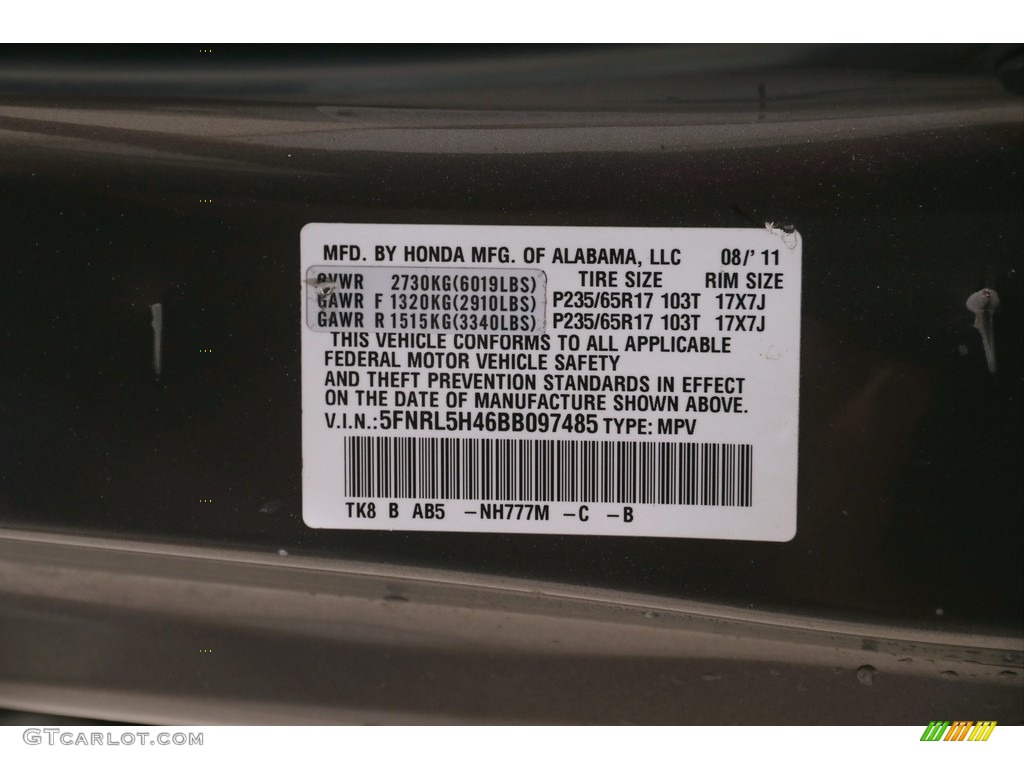 MFD. BY HONDA MFG. OF ALABAMA, LLC 08/'11
GVWR 2730KG(6019LBS) TIRE SIZE RIM SIZE
GAWR F 1320KG(2910LBS) P235/65R17 103T 17X7J
GAWR R 1515KG(3340LBS) P235/65R17 103T 17X7J
THIS VEHICLE CONFORMS TO ALL APPLICABLE
FEDERAL MOTOR VEHICLE SAFETY
AND THEFT PREVENTION STANDARDS IN EFFECT
ON THE DATE OF MANUFACTURE SHOWN ABOVE.
V.I.N.: 5FNRL5H46BB097485 TYPE: MPV
TK8 B AB5 -NH777M -C -B
GTCARLOT.COM